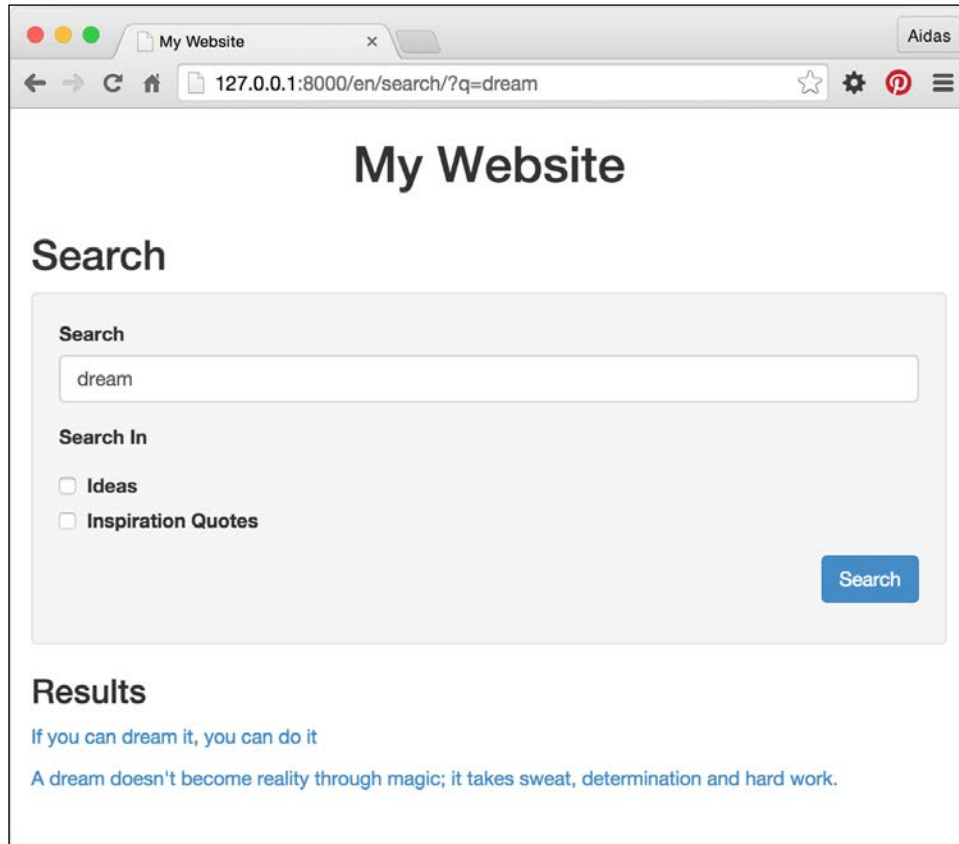 My Website
Aidas
127.0.0.1:8000/en/search/?q=dream
My Website
Search
Search
dream
Search In
Ideas
Inspiration Quotes
Search
Results
If you can dream it, you can do it
A dream doesn't become reality through magic; it takes sweat, determination and hard work.